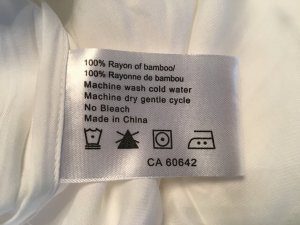 100% Rayon of bamboo/
100% Rayonne de bambou
Machine wash cold water
Machine dry gentle cycle
No Bleach
Made in China
CA 60642